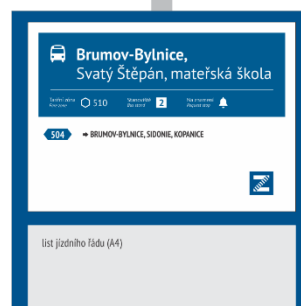 Brumov-Bylnice,
Svatý Štěpán, mateřská škola
510
2
504 ➡ BRUMOV-BYLNICE, SIDONIE, KOPANICE
list jízdního řádu (A4)